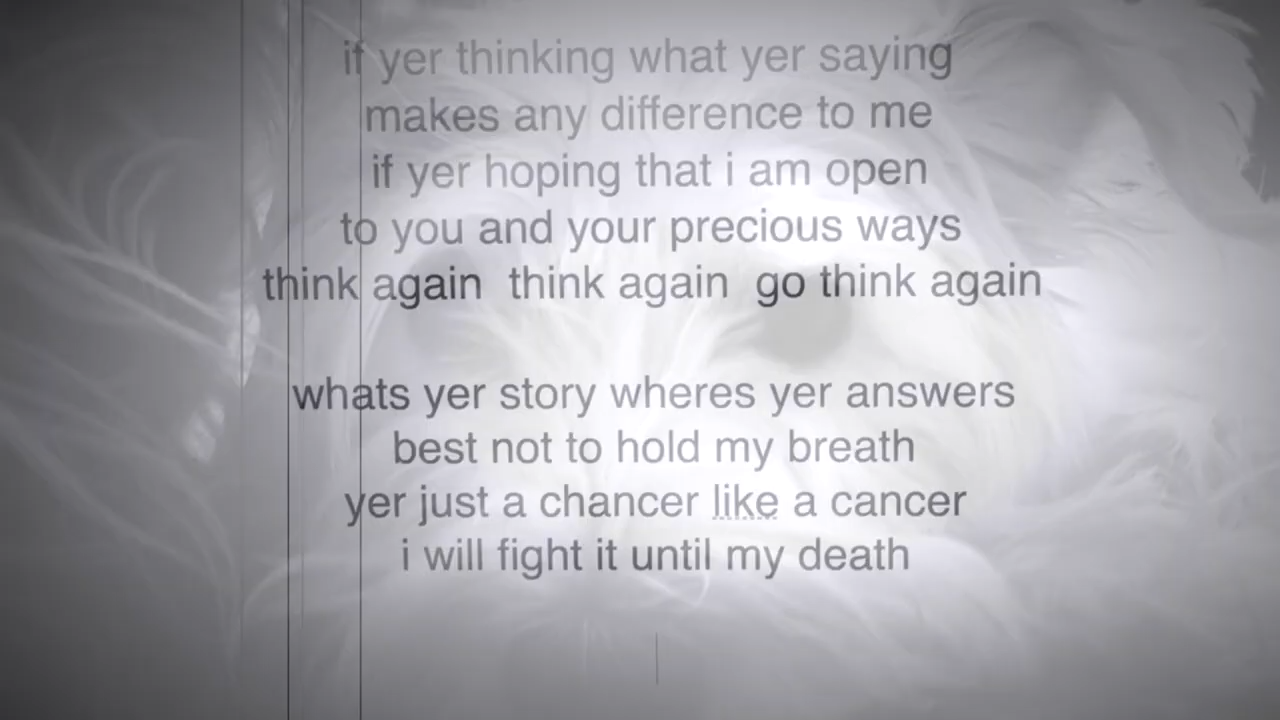 if yer thinking what yer saying
makes any difference to me
if yer hoping that i am open
to you and your precious ways
think again  think again  go think again
whats yer story wheres yer answers
best not to hold my breath
yer just a chancer like a cancer
i will fight it until my death